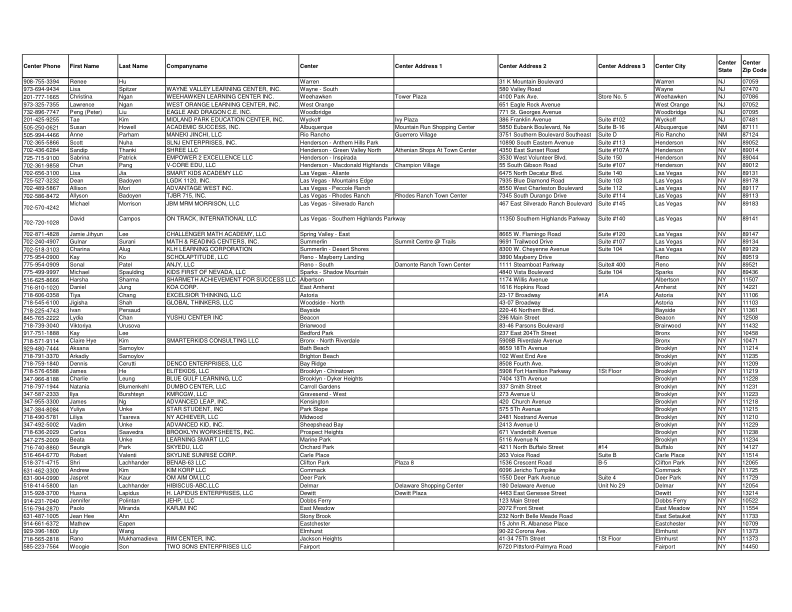 Center Phone First Name Last Name Companyname Center Center Address 1 Center Address 2 Center Address 3 Center City Center State Center Zip Code
908-755-3394 Renee Hu Warren 31 K Mountain Boulevard Warren NJ 07059
973-694-9434 Lisa Spitzer WAYNE VALLEY LEARNING CENTER, INC. Wayne - South 580 Valley Road Wayne NJ 07470
201-777-1665 Christina Ngan WEEHAWKEN LEARNING CENTER INC. Weehawken Tower Plaza 4100 Park Ave. Store No. 5 Weehawken NJ 07086
973-325-7355 Lawrence Ngan WEST ORANGE LEARNING CENTER, INC. West Orange 651 Eagle Rock Avenue West Orange NJ 07052
732-896-7747 Peng (Peter) Liu EAGLE AND DRAGON C.E. INC. Woodbridge 771 St. Georges Avenue Woodbridge NJ 07095
201-425-9255 Tae Kim MIDLAND PARK EDUCATION CENTER, INC. Wyckoff Ivy Plaza 386 Franklin Avenue Suite #102 Wyckoff NJ 07481
505-250-0621 Susan Howell ACADEMIC SUCCESS, INC. Albuquerque Mountain Run Shopping Center 5850 Eubank Boulevard, Ne Suite B-16 Albuquerque NM 87111
505-994-4466 Anne Parham MANEKI JINCHI, LLC Rio Rancho Guerrero Village 3751 Southern Boulevard Southeast Suite D Rio Rancho NM 87124
702-365-5866 Scott Nuha SLNJ ENTERPRISES, INC. Henderson - Anthem Hills Park 10890 South Eastern Avenue Suite #113 Henderson NV 89052
702-436-6284 Sandip Thanki SHREE LLC Henderson - Green Valley North Athenian Shops At Town Center 4350 East Sunset Road Suite #107A Henderson NV 89014
725-715-9100 Sabrina Patrick EMPOWER 2 EXCELLENCE LLC Henderson - Inspirada 3530 West Volunteer Blvd. Suite 150 Henderson NV 89044
702-361-9858 Chun Pan V-CORE EDU, LLC Henderson - Macdonald Highlands Champion Village 55 South Gibson Road Suite #107 Henderson NV 89012
702-656-3100 Lisa Jia SMART KIDS ACADEMY LLC Las Vegas - Aliante 6475 North Decatur Blvd. Suite 140 Las Vegas NV 89131
725-527-3232 Dean Badoyen LGDK 1120, INC. Las Vegas - Mountains Edge 7935 Blue Diamond Road Suite 103 Las Vegas NV 89178
702-489-5867 Allison Mori ADVANTAGE WEST INC. Las Vegas - Peccole Ranch 8550 West Charleston Boulevard Suite 112 Las Vegas NV 89117
702-586-8472 Allyson Badoyen TJBR 715, INC. Las Vegas - Rhodes Ranch Rhodes Ranch Town Center 7345 South Durango Drive Suite #114 Las Vegas NV 89113
702-570-4242 Michael Morrison JBM MRM MORRISON, LLC Las Vegas - Silverado Ranch 467 East Silverado Ranch Boulevard Suite #145 Las Vegas NV 89183
702-720-1028 David Campos ON TRACK, INTERNATIONAL LLC Las Vegas - Southern Highlands Parkway 11350 Southern Highlands Parkway Suite #140 Las Vegas NV 89141
702-871-4828 Jamie Jihyun Lee CHALLENGER MATH ACADEMY, LLC Spring Valley - East 8665 W. Flamingo Road Suite #120 Las Vegas NV 89147
702-240-4907 Gulnar Surani MATH & READING CENTERS, INC. Summerlin Summit Centre @ Trails 9691 Trailwood Drive Suite #107 Las Vegas NV 89134
702-518-3103 Charina Alug KLH LEARNING CORPORATION Summerlin - Desert Shores 8300 W. Cheyenne Avenue Suite 104 Las Vegas NV 89129
775-954-0900 Kay Ko SCHOLAPTITUDE, LLC Reno - Mayberry Landing 3890 Mayberry Drive Reno NV 89519
775-954-0909 Sonal Patel ANJY, LLC Reno - South Damonte Ranch Town Center 1111 Steamboat Parkway Suite# 400 Reno NV 89521
775-499-9997 Michael Spaulding KIDS FIRST OF NEVADA, LLC Sparks - Shadow Mountain 4840 Vista Boulevard Suite 104 Sparks NV 89436
516-625-8666 Harsha Sharma SHARMETH ACHIEVEMENT FOR SUCCESS LLC Albertson 1174 Willis Avenue Albertson NY 11507
716-810-1020 Daniel Jung KOA CORP. East Amherst 1616 Hopkins Road East Amherst NY 14221
718-606-0358 Tiya Chang EXCELSIOR THINKING, LLC Astoria 23-17 Broadway #1A Astoria NY 11106
718-545-6100 Jigisha Shah GLOBAL THINKERS, LLC Woodside - North 43-07 Broadway Astoria NY 11103
718-225-4743 Ivan Persaud Bayside 220-46 Northern Blvd. Bayside NY 11361
845-765-2222 Lydia Chan YUSHU CENTER INC Beacon 296 Main Street Beacon NY 12508
718-739-3040 Viktoriya Urusova Briarwood 83-46 Parsons Boulevard Briarwood NY 11432
917-751-1888 Kay Lee Bedford Park 237 East 204Th Street Bronx NY 10458
718-571-9114 Claire Hye Kim SMARTERKIDS CONSULTING LLC Bronx - North Riverdale 5908B Riverdale Avenue Bronx NY 10471
929-480-7444 Aksana Samoylov Bath Beach 8659 18Th Avenue Brooklyn NY 11214
718-791-3370 Arkadiy Samoylov Brighton Beach 102 West End Ave Brooklyn NY 11235
718-759-1840 Dennis Cerutti DENCO ENTERPRISES, LLC Bay Ridge 8508 Fourth Ave. Brooklyn NY 11209
718-576-6588 James He ELITEKIDS, LLC Brooklyn - Chinatown 5908 Fort Hamilton Parkway 1St Floor Brooklyn NY 11219
347-966-8188 Charlie Leung BLUE GULF LEARNING, LLC Brooklyn - Dyker Heights 7404 13Th Avenue Brooklyn NY 11228
718-797-1944 Natania Blumenkehl DUMBO CENTER, LLC Carroll Gardens 337 Smith Street Brooklyn NY 11231
347-587-2333 Ilya Burshteyn KMRCGW, LLC Gravesend - West 273 Avenue U Brooklyn NY 11223
347-955-3300 James Ng ADVANCED LEAP, INC. Kensington 420 Church Avenue Brooklyn NY 11218
347-384-8084 Yuliya Unke STAR STUDENT, INC Park Slope 575 5Th Avenue Brooklyn NY 11215
718-490-5781 Liliya Tsareva NY ACHIEVER, LLC Midwood 2481 Nostrand Avenue Brooklyn NY 11210
347-492-5002 Vadim Unke ADVANCED KID, INC. Sheepshead Bay 2413 Avenue U Brooklyn NY 11229
718-636-2029 Carlos Saavedra BROOKLYN WORKSHEETS, INC. Prospect Heights 671 Vanderbilt Avenue Brooklyn NY 11238
347-275-2009 Beata Unke LEARNING SMART LLC Marine Park 5116 Avenue N Brooklyn NY 11234
716-740-8860 Seungik Park SKYEDU, LLC Orchard Park 4211 North Buffalo Street #14 Buffalo NY 14127
516-464-6770 Robert Valenti SKYLINE SUNRISE CORP. Carle Place 263 Voice Road Suite B Carle Place NY 11514
518-371-4715 Shri Lachhander BENAB-63 LLC Clifton Park Plaza 8 1536 Crescent Road B-5 Clifton Park NY 12065
631-462-3300 Andrew Kim KIM KORP LLC Commack 6096 Jericho Turnpike Commack NY 11725
631-904-0990 Jaspreet Kaur OM AIM OM,LLC Deer Park 1550 Deer Park Avenue Suite 4 Deer Park NY 11729
518-414-5800 Ian Lachhander HIBISCUS-ABC,LLC Delmar Delaware Shopping Center 180 Delaware Avenue Unit No 29 Delmar NY 12054
315-928-3700 Husna Lapidus H. LAPIDUS ENTERPRISES, LLC Dewitt Dewitt Plaza 4463 East Genesee Street Dewitt NY 13214
914-231-7040 Jennifer Polintan JEHP, LLC Dobbs Ferry 123 Main Street Dobbs Ferry NY 10522
516-794-2870 Paolo Miranda KARJM INC East Meadow 2072 Front Street East Meadow NY 11554
631-487-1005 Jean Hee Ahn Stony Brook 232 North Belle Meade Road East Setauket NY 11733
914-661-6372 Mathew Eapen Eastchester 15 John R. Albanese Place Eastchester NY 10709
929-396-1800 Lily Wang Elmhurst 90-22 Corona Ave. Elmhurst NY 11373
718-565-2818 Rano Mukhamadieva RIM CENTER, INC. Jackson Heights 41-34 75Th Street 1St Floor Elmhurst NY 11373
585-223-7564 Woogie Son TWO SONS ENTERPRISES LLC Fairport 6720 Pittsford-Palmyra Road Fairport NY 14450